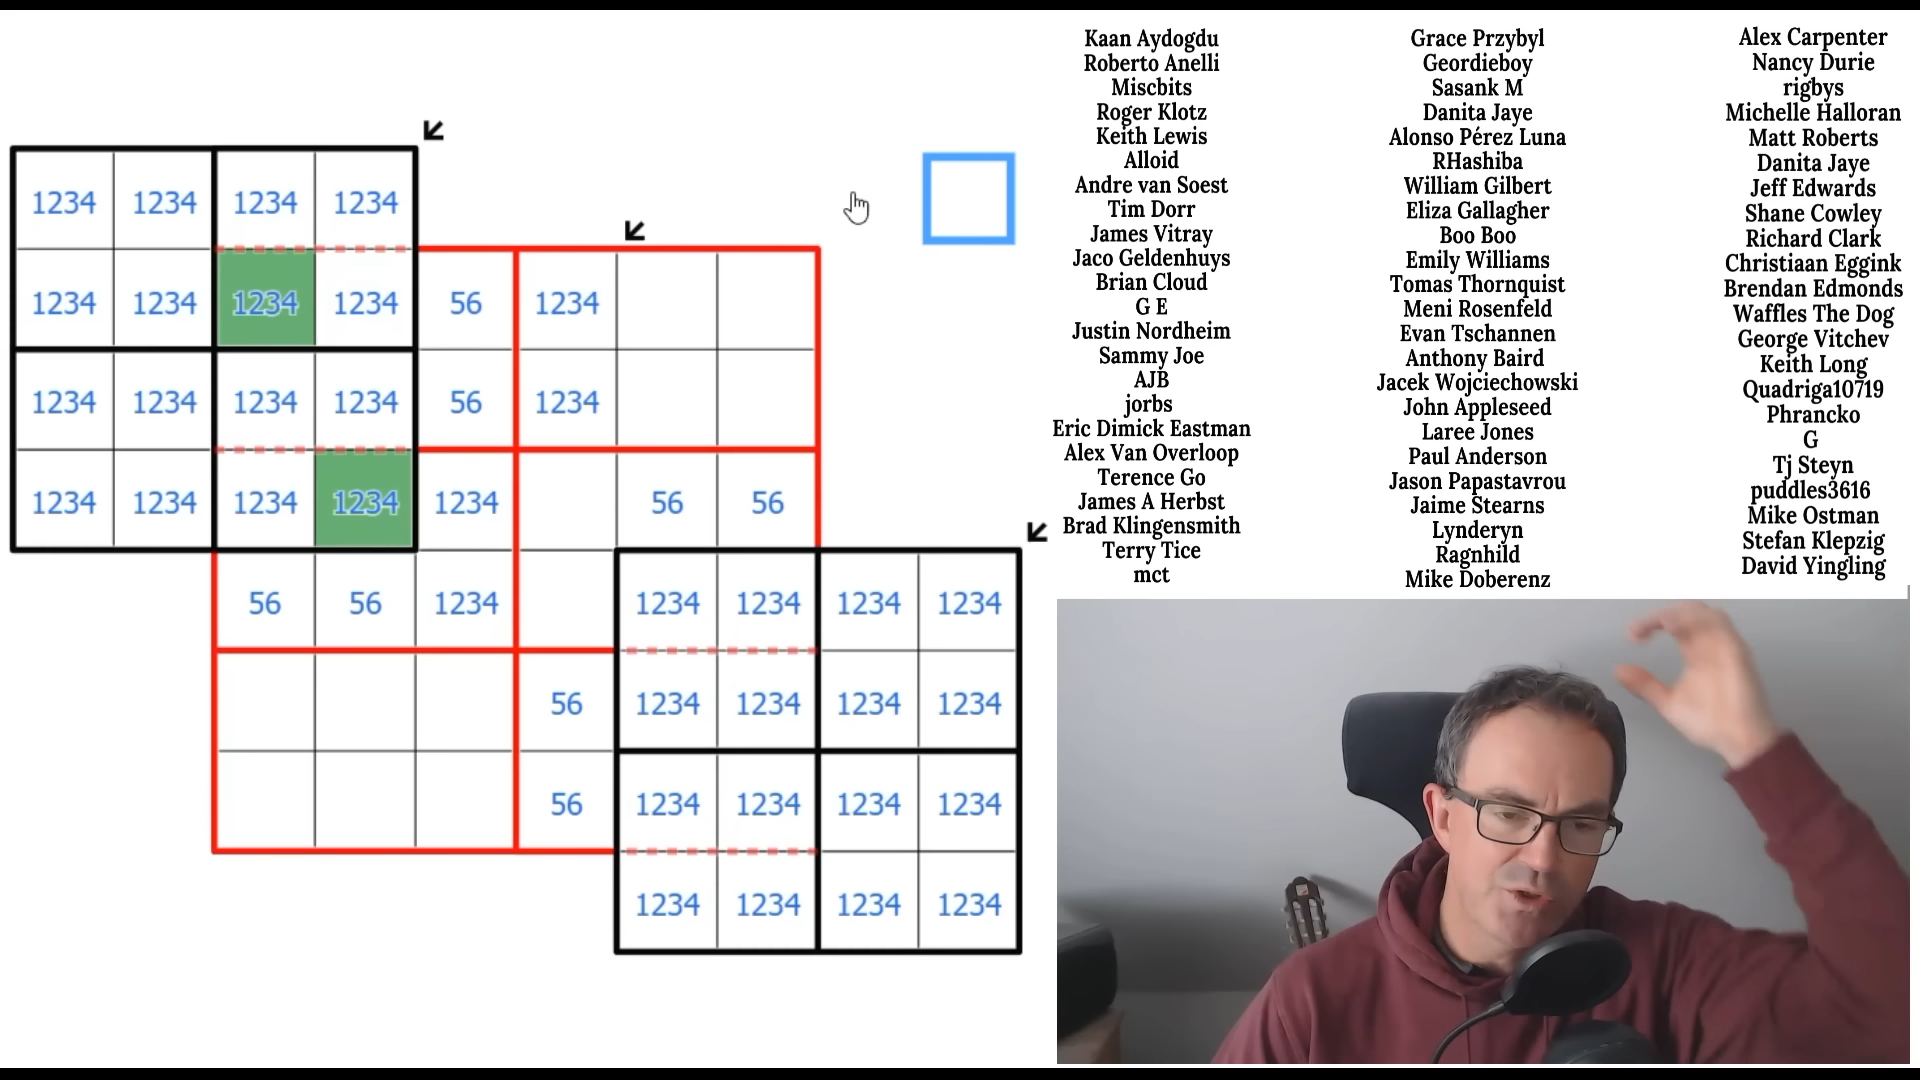 1234 1234 1234 1234
1234 1234 1234 1234 56 1234
1234 1234 1234 1234 56 1234
1234 1234 1234 1234 1234 56 56
56 56 1234 1234 1234 1234 1234
56 1234 1234 1234 1234
56 1234 1234 1234 1234
1234 1234 1234 1234
Kaan Aydogdu
Roberto Anelli
Miscbits
Roger Klotz
Keith Lewis
Alloid
Andre van Soest
Tim Dorr
James Vitray
Jaco Geldenhuys
Brian Cloud
G E
Justin Nordheim
Sammy Joe
AJB
jorbs
Eric Dimick Eastman
Alex Van Overloop
Terence Go
James A Herbst
Brad Klingensmith
Terry Tice
mct
Grace Przybyl
Geordieboy
Sasank M
Danita Jaye
Alonso Pérez Luna
RHashiba
William Gilbert
Eliza Gallagher
Boo Boo
Emily Williams
Tomas Thornquist
Meni Rosenfeld
Evan Tschannen
Anthony Baird
Jacek Wojciechowski
John Appleseed
Laree Jones
Paul Anderson
Jason Papastavrou
Jaime Stearns
Lynderyn
Ragnhild
Mike Doberenz
Alex Carpenter
Nancy Durie
rigbys
Michelle Halloran
Matt Roberts
Danita Jaye
Jeff Edwards
Shane Cowley
Richard Clark
Christiaan Eggink
Brendan Edmonds
Waffles The Dog
George Vitchev
Keith Long
Quadriga10719
Phrancko
G
Tj Steyn
puddles3616
Mike Ostman
Stefan Klepzig
David Yingling